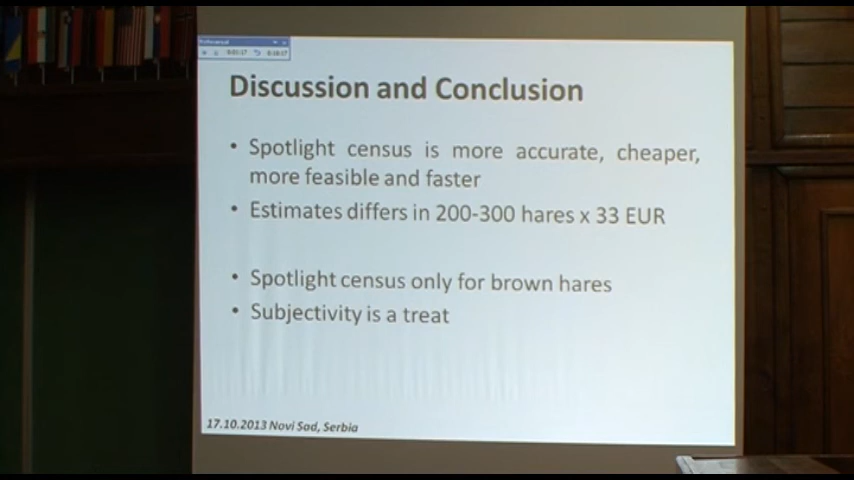 Discussion and Conclusion
• Spotlight census is more accurate, cheaper,
more feasible and faster
• Estimates differs in 200-300 hares x 33 EUR
• Spotlight census only for brown hares
• Subjectivity is a treat
17.10.2013 Novi Sad, Serbia